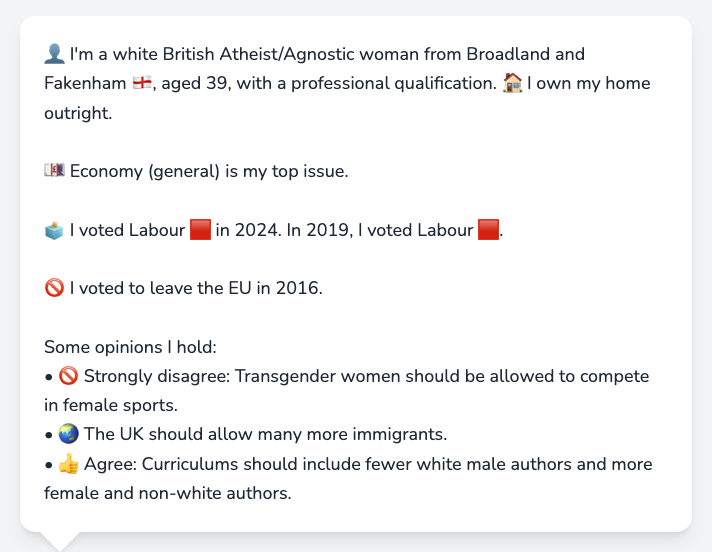 👤 I'm a white British Atheist/Agnostic woman from Broadland and
Fakenham 🏴󠁧󠁢󠁥󠁮󠁧󠁿, aged 39, with a professional qualification. 🏠 I own my home
outright.
💷 Economy (general) is my top issue.
🗳️ I voted Labour 🟥 in 2024. In 2019, I voted Labour 🟥.
🚫 I voted to leave the EU in 2016.
Some opinions I hold:
• 🚫 Strongly disagree: Transgender women should be allowed to compete
in female sports.
• 🌏 The UK should allow many more immigrants.
• 👍 Agree: Curriculums should include fewer white male authors and more
female and non-white authors.